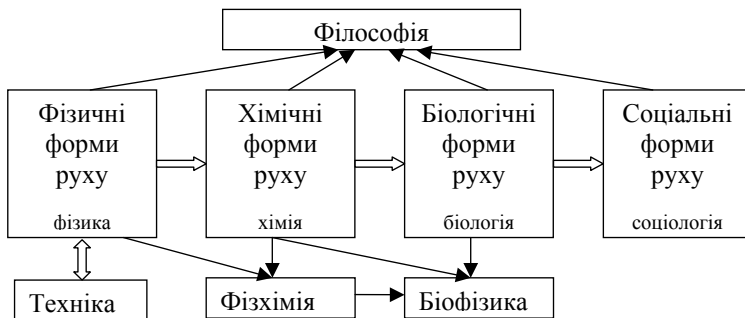 Філософія
Фізичні
форми
руху
фізика
Хімічні
форми
руху
хімія
Біологічні
форми
руху
біологія
Соціальні
форми
руху
соціологія
Техніка
Фізхімія
Біофізика